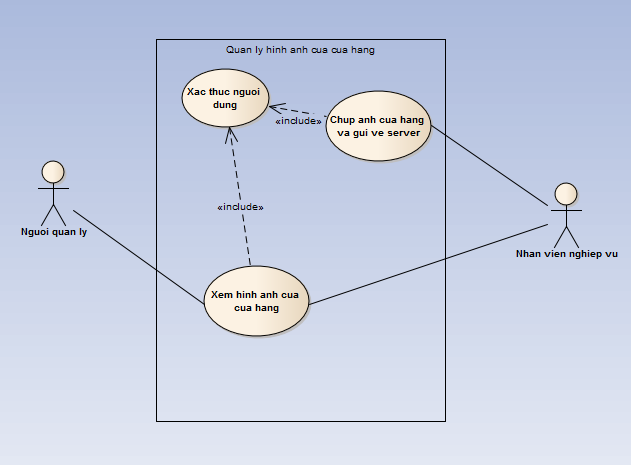 Quan ly hinh anh cua cua hang
Xac thuc nguoi
dung
Chup anh cua hang
va gui ve server
«include»
«include»
Nguoi quan ly
Nhan vien nghiep vu
Xem hinh anh cua
cua hang